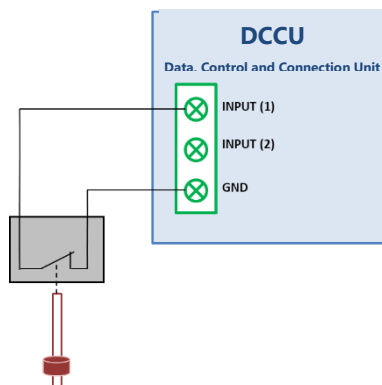 DCCU
Data, Control and Connection Unit
INPUT (1)
INPUT (2)
GND